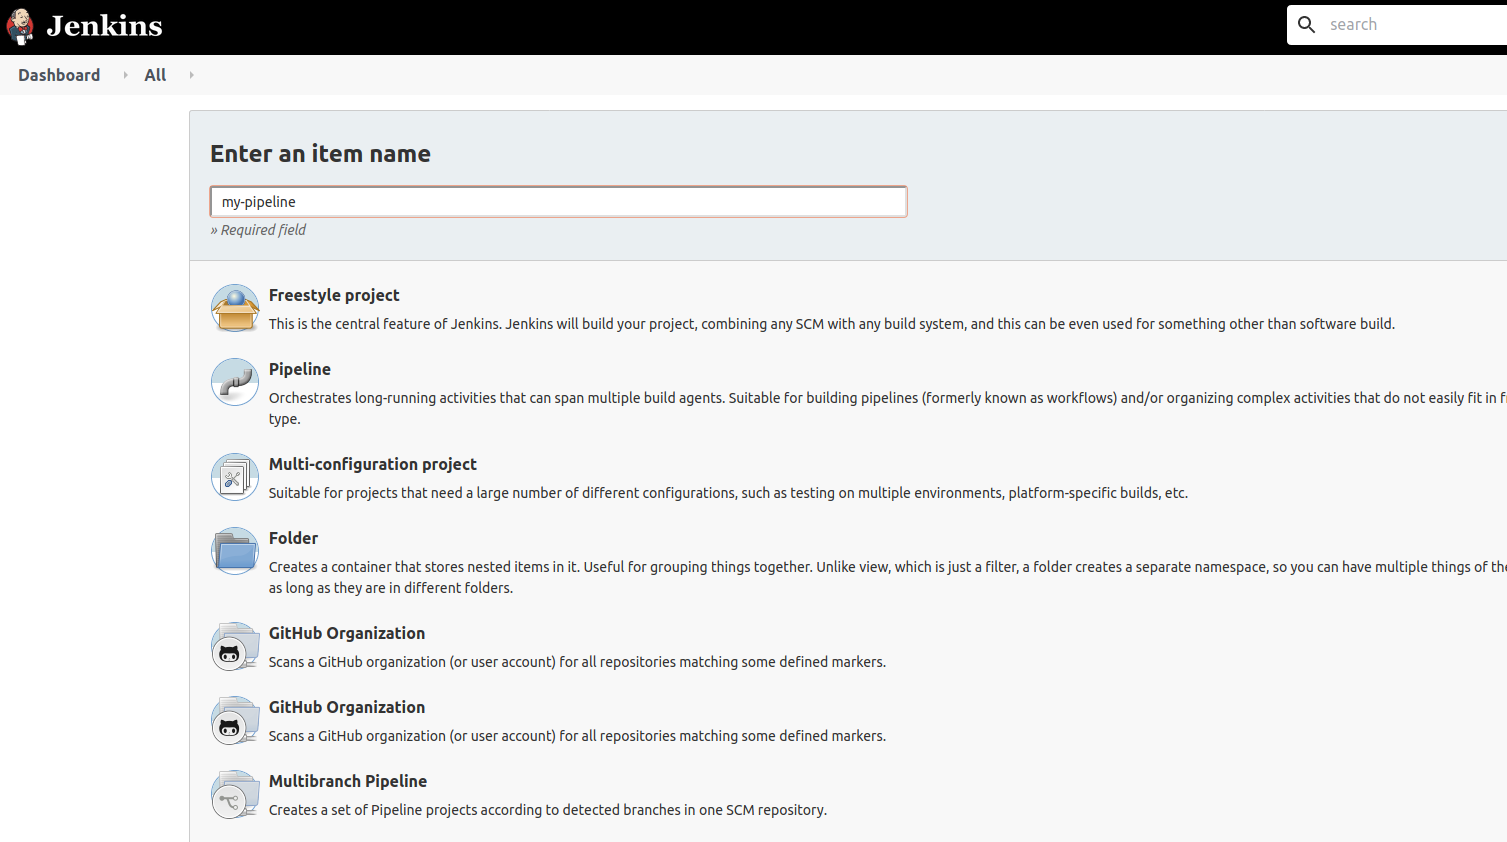 Jenkins
search
Dashboard
All
Enter an item name
my-pipeline
» Required field
Freestyle project
This is the central feature of Jenkins. Jenkins will build your project, combining any SCM with any build system, and this can be even used for something other than software build.
Pipeline
Orchestrates long-running activities that can span multiple build agents. Suitable for building pipelines (formerly known as workflows) and/or organizing complex activities that do not easily fit in
type.
Multi-configuration project
Suitable for projects that need a large number of different configurations, such as testing on multiple environments, platform-specific builds, etc.
Folder
Creates a container that stores nested items in it. Useful for grouping things together. Unlike view, which is just a filter, a folder creates a separate namespace, so you can have multiple things of
as long as they are in different folders.
GitHub Organization
Scans a GitHub organization (or user account) for all repositories matching some defined markers.
GitHub Organization
Scans a GitHub organization (or user account) for all repositories matching some defined markers.
Multibranch Pipeline
Creates a set of Pipeline projects according to detected branches in one SCM repository.